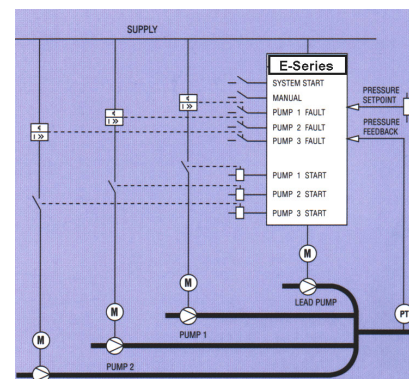 SUPPLY
E-Series
SYSTEM START
MANUAL
PUMP 1 FAULT
PUMP 2 FAULT
PUMP 3 FAULT
PUMP 1 START
PUMP 2 START
PUMP 3 START
PRESSURE
SETPOINT
PRESSURE
FEEDBACK
I »
I »
I »
M
LEAD PUMP
M
PUMP 1
M
PUMP 2
PT